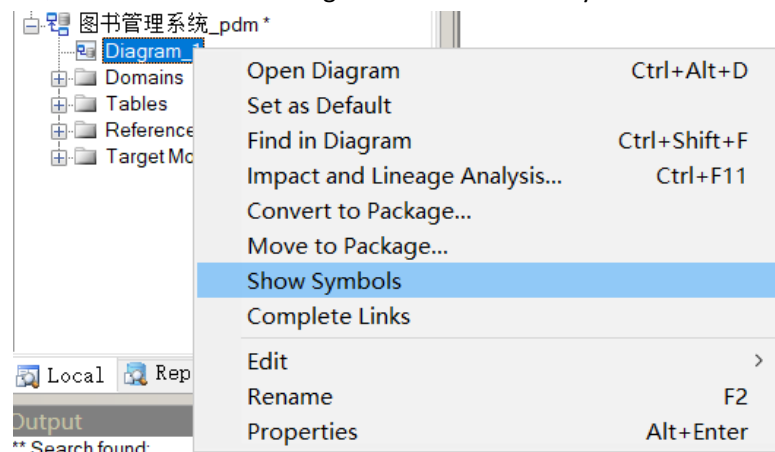 图书管理系统_pdm *
Diagram_1
Domains
Tables
Reference
Target Mo
Open Diagram Ctrl+Alt+D
Set as Default
Find in Diagram Ctrl+Shift+F
Impact and Lineage Analysis... Ctrl+F11
Convert to Package...
Move to Package...
Show Symbols
Complete Links
Edit >
Rename F2
Properties Alt+Enter
Local Rep
Output
** Search found: